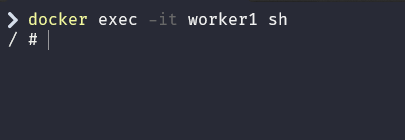 ❯ docker exec -it worker1 sh
/ #